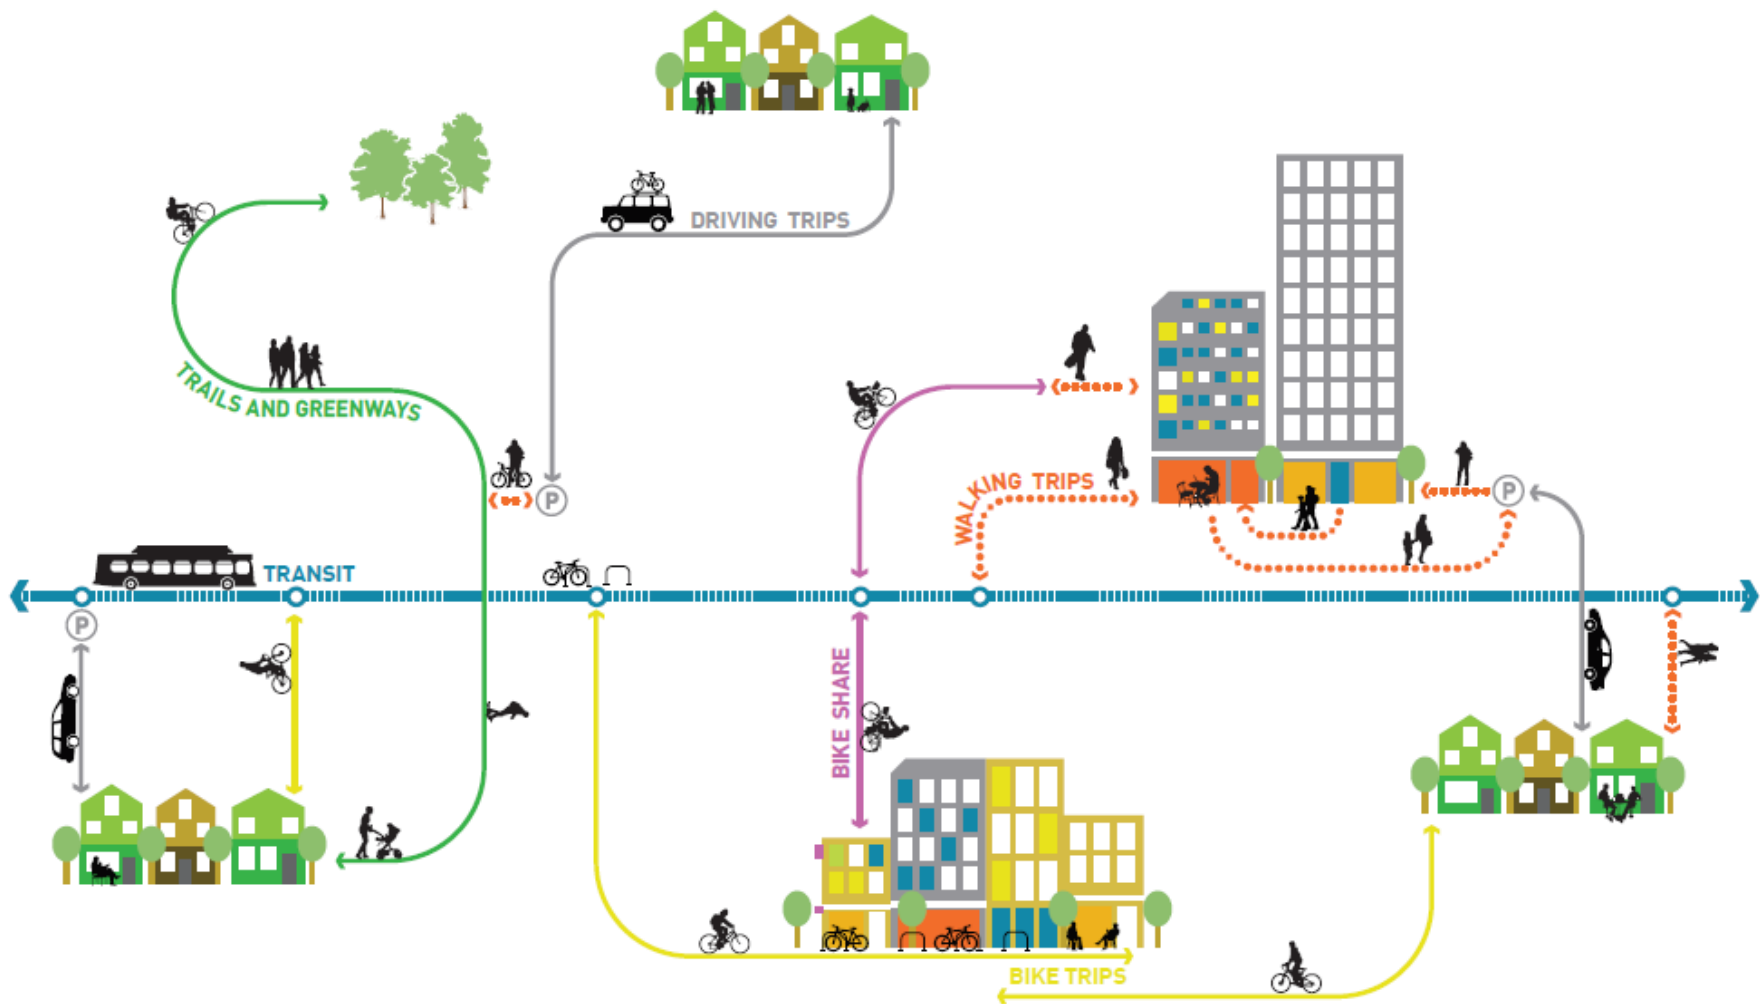 DRIVING TRIPS
TRAILS AND GREENWAYS
WALKING TRIPS
P
P
TRANSIT
P
BIKE SHARE
BIKE TRIPS